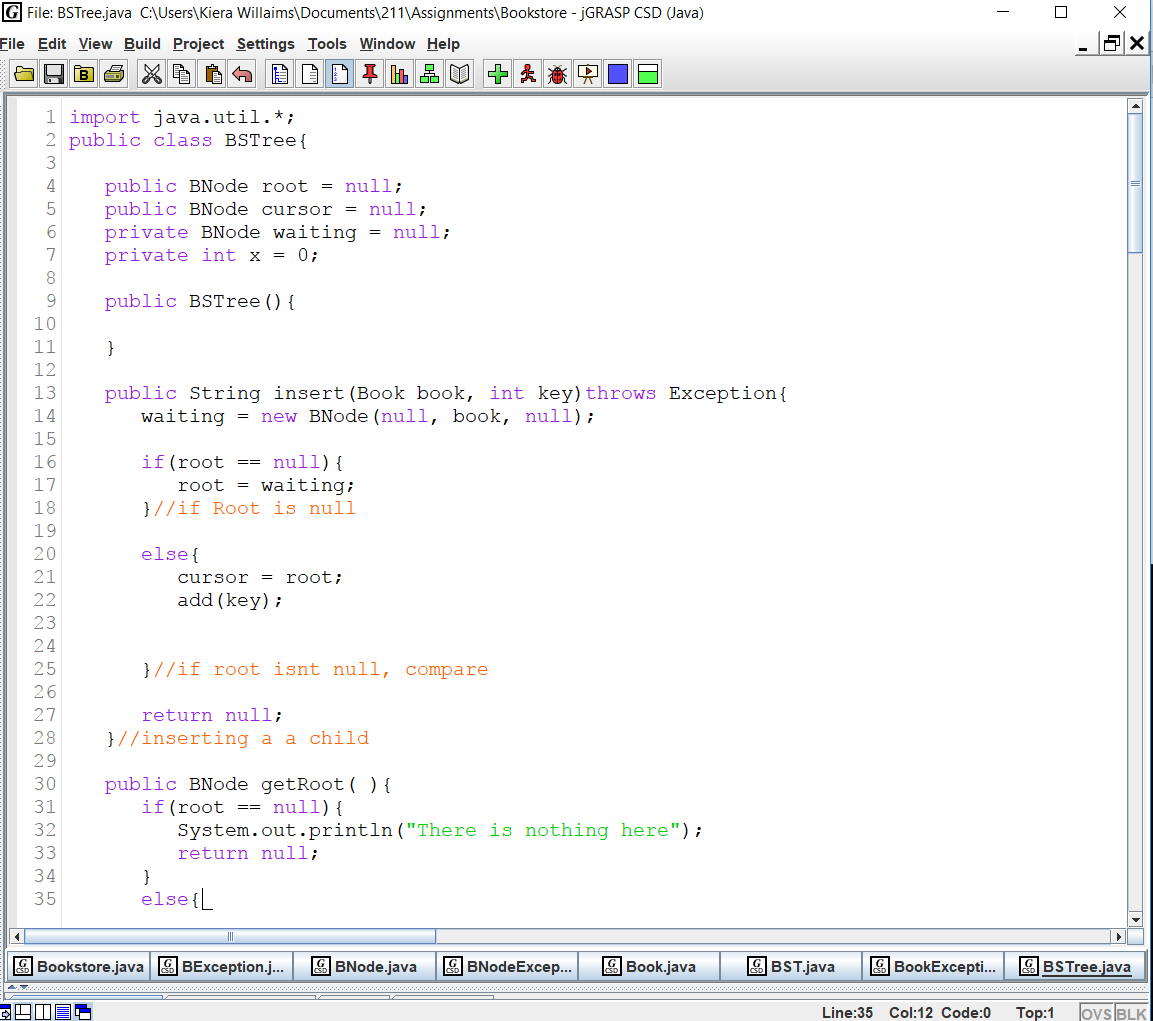 File: BSTree.java  C:\Users\Kiera Willaims\Documents\211\Assignments\Bookstore - jGRASP CSD (Java)
File Edit View Build Project Settings Tools Window Help
1 import java.util.*;
2 public class BSTree{
3
4    public BNode root = null;
5    public BNode cursor = null;
6    private BNode waiting = null;
7    private int x = 0;
8
9    public BSTree(){
10
11    }
12
13    public String insert(Book book, int key)throws Exception{
14       waiting = new BNode(null, book, null);
15
16       if(root == null){
17          root = waiting;
18       }//if Root is null
19
20       else{
21          cursor = root;
22          add(key);
23
24
25       }//if root isnt null, compare
26
27       return null;
28    }//inserting a a child
29
30    public BNode getRoot( ){
31       if(root == null){
32          System.out.println("There is nothing here");
33          return null;
34       }
35       else{
Bookstore.java BException.j... BNode.java BNodeExcep... Book.java BST.java BookExcepti... BSTree.java
Line:35 Col:12 Code:0 Top:1 OVS BLK